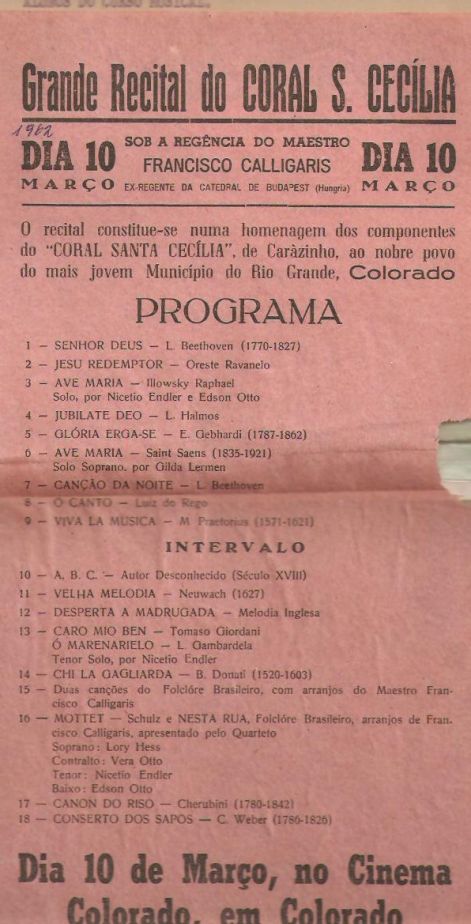 ALUNOS DO CURSO MUSICAL.
Grande Recital do CORAL S. CECÍLIA
1962
DIA 10
MARÇO
SOB A REGÊNCIA DO MAESTRO
FRANCISCO CALLIGARIS
EX-REGENTE DA CATEDRAL DE BUDAPEST (Hungria)
DIA 10
MARÇO
O recital constitue-se numa homenagem dos componentes
do “CORAL SANTA CECÍLIA”, de Caràzinho, ao nobre povo
do mais jovem Município do Rio Grande, Colorado
PROGRAMA
1 — SENHOR DEUS — L. Beethoven (1770-1827)
2 — JESU REDEMPTOR — Oreste Ravanelo
3 — AVE MARIA — Illowsky Raphael
Solo, por Nicetio Endler e Edson Otto
4 — JUBILATE DEO — L. Halmos
5 — GLÓRIA ERGA-SE — E. Gebhardi (1787-1862)
6 — AVE MARIA — Saint Saens (1835-1921)
Solo Soprano, por Gilda Lermen
7 — CANÇÃO DA NOITE — L. Beethoven
8 — O CANTO — Luiz do Rego
9 — VIVA LA MUSICA — M Praetorius (1571-1621)
INTERVALO
10 — A. B. C. — Autor Desconhecido (Século XVIII)
11 — VELHA MELODIA — Neuwach (1627)
12 — DESPERTA A MADRUGADA — Melodia Inglesa
13 — CARO MIO BEN — Tomaso Giordani
Ó MARENARIELO — L. Gambardela
Tenor Solo, por Nicetio Endler
14 — CHI LA GAGLIARDA — B. Donati (1520-1603)
15 — Duas canções do Folclóre Brasileiro, com arranjos do Maestro Fran-
cisco Calligaris
16 — MOTTET — Schulz e NESTA RUA, Folclóre Brasileiro, arranjos de Fran-
cisco Calligaris, apresentado pelo Quarteto
Soprano: Lory Hess
Contralto: Vera Otto
Tenor: Nicetio Endler
Baixo: Edson Otto
17 — CANON DO RISO — Cherubini (1780-1842)
18 — CONSERTO DOS SAPOS — C. Weber (1786-1826)
Dia 10 de Março, no Cinema
Colorado, em Colorado